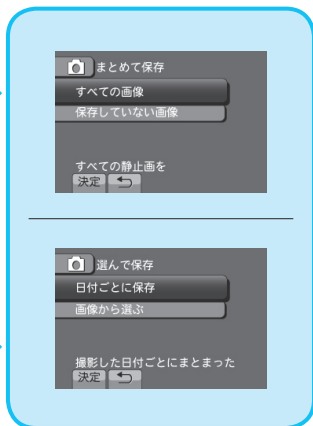 まとめて保存
すべての画像
保存していない画像
すべての静止画を
決定
選んで保存
日付ごとに保存
画像から選ぶ
撮影した日付ごとにまとまった
決定